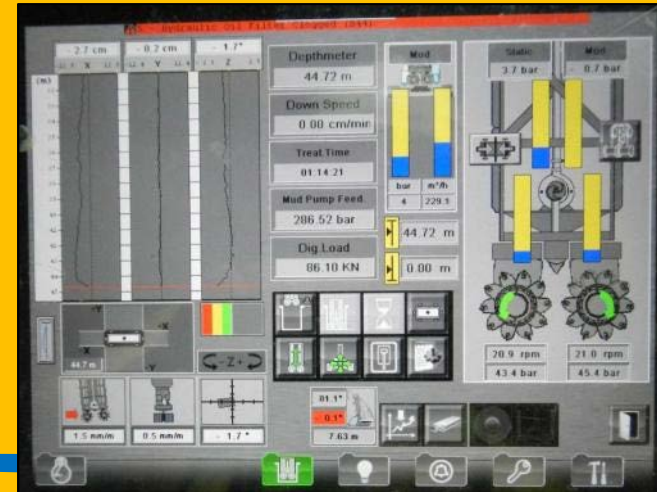 - Hydraulic Oil Filter Clogged
- 2.7 cm
- 0.2 cm
- 1.7°
X
Y
Z
(m)
Depthmeter
44.72 m
Down Speed
0.00 cm/min
Treat.Time
01:14:21
Mud Pump Feed.
286.52 bar
Dig.Load
86.10 KN
Mud
bar
m³/h
4
229.1
44.72 m
0.00 m
Static
Mud
3.7 bar
- 0.7 bar
20.9 rpm
21.0 rpm
43.4 bar
45.4 bar
-Y
-X
+X
+Y
44.7 m
- Z +
1.5 mm/m
0.5 mm/m
- 1.7 °
01.1°
- 0.1°
7.63 m